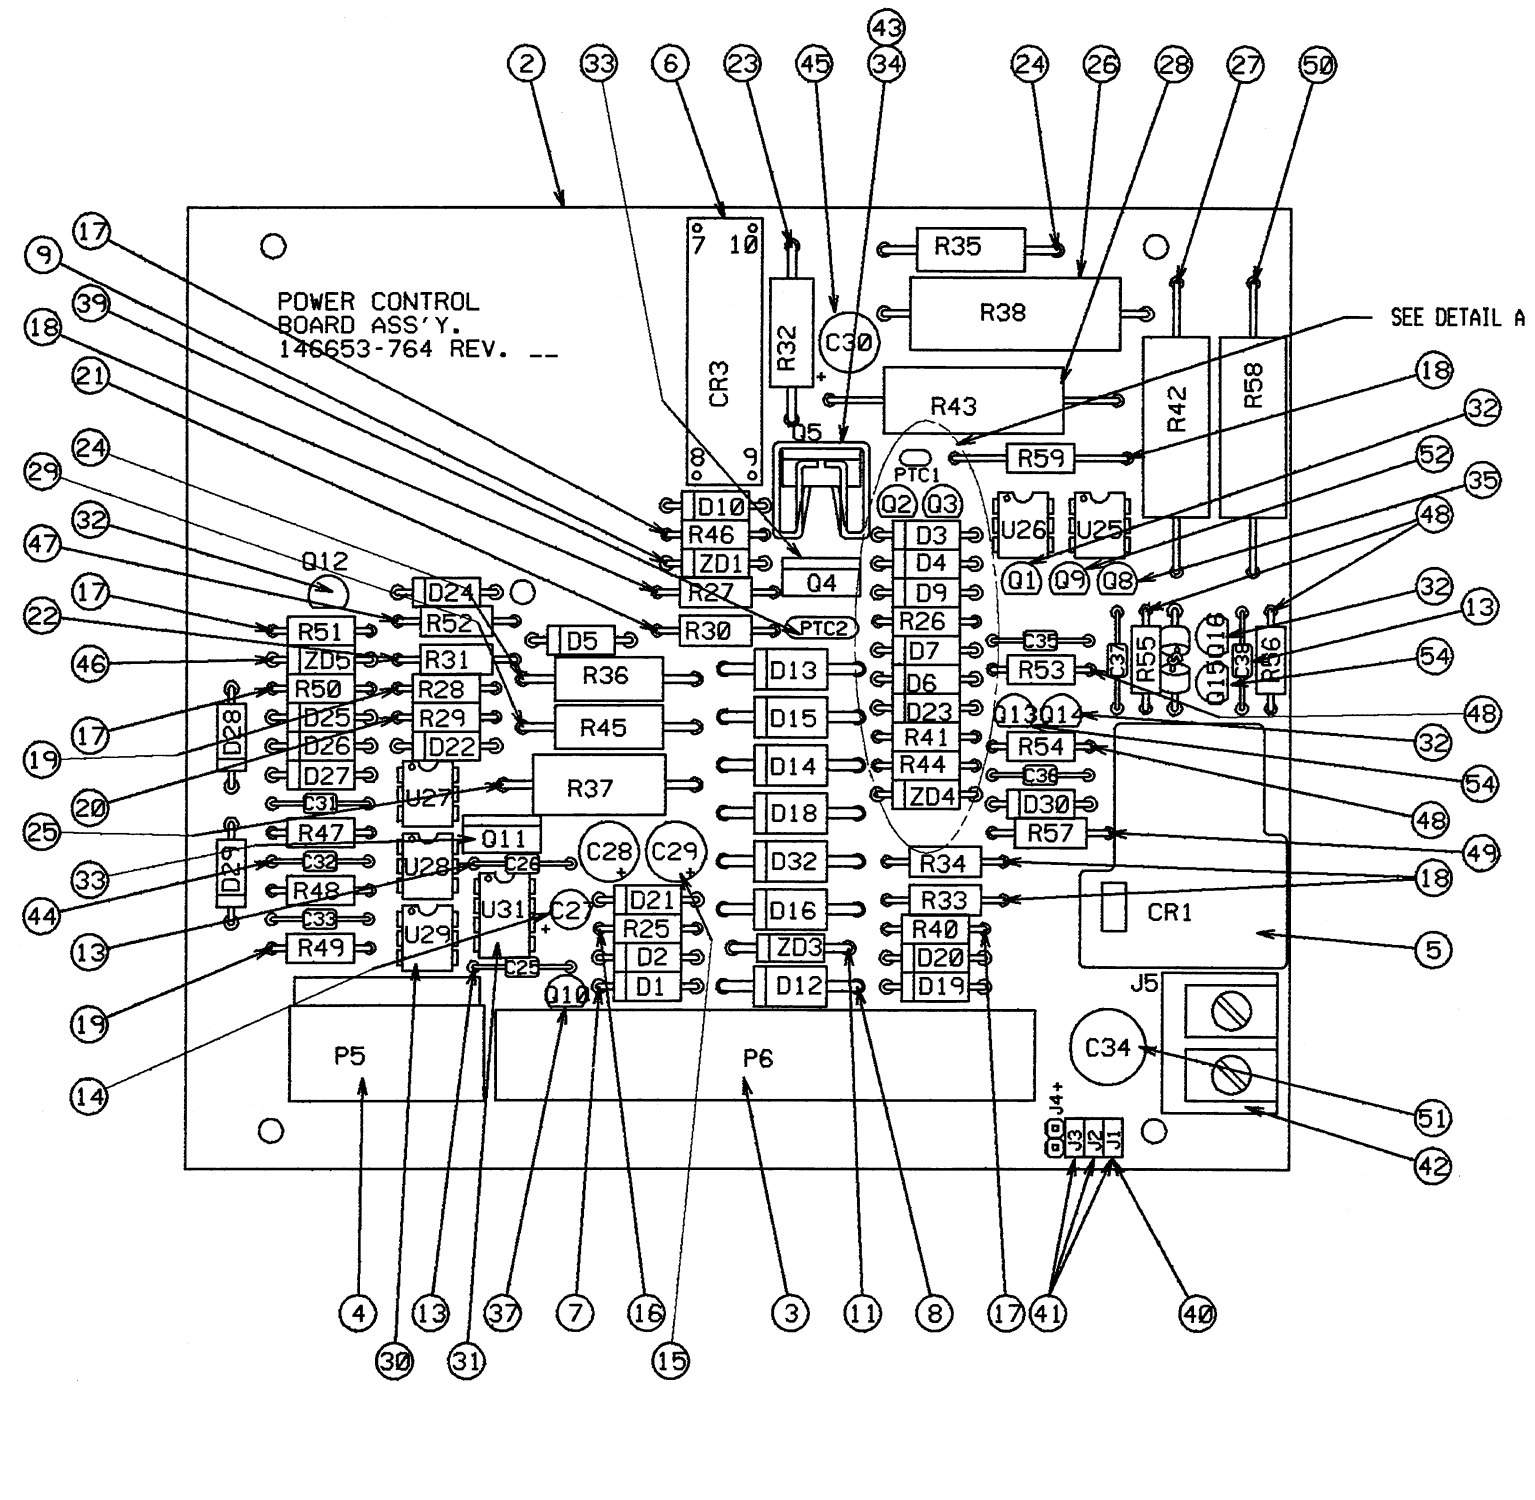 43
2
33
6
23
45
34
24
26
28
27
50
17
9
39
18
21
24
29
32
47
17
22
46
17
19
20
25
33
44
13
19
14
SEE DETAIL A
18
32
52
35
48
32
13
54
48
32
54
48
49
18
5
51
42
POWER CONTROL
BOARD ASS'Y.
146653-764 REV. __
7 10
CR3
8 9
R32
C30
+
R35
R38
R43
R42
R58
Q5
PTC1
R59
Q2
Q3
U26
U25
D10
R46
ZD1
R27
R30
Q4
PTC2
D3
D4
D9
R26
D7
D6
D23
R41
R44
ZD4
Q1
Q9
Q8
Q12
D24
R52
R51
ZD5
R50
D25
D26
D27
R31
R28
R29
D22
D5
R36
R45
R37
D28
D29
C31
R47
C32
R48
C33
R49
U27
U28
U29
Q11
C26
U31
C27
+
C25
Q10
C28
+
C29
+
D21
R25
D2
D1
D13
D15
D14
D18
D32
D16
ZD3
D12
C35
R53
Q13
Q14
R54
C36
D30
R57
R34
R33
R40
D20
D19
C37
R55
Q16
Q15
C38
R56
CR1
J5
C34
P5
P6
J4+
J3
J2
J1
4
13
37
7
16
3
11
8
17
41
40
30
31
15